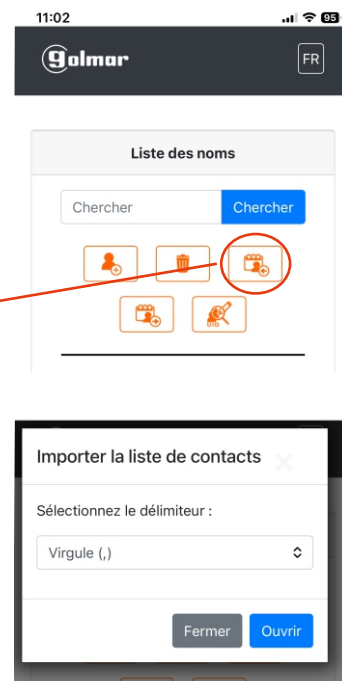 11:02
95
golmar
FR
Liste des noms
Chercher
Chercher
Importer la liste de contacts
Sélectionnez le délimiteur :
Virgule (,)
Fermer
Ouvrir